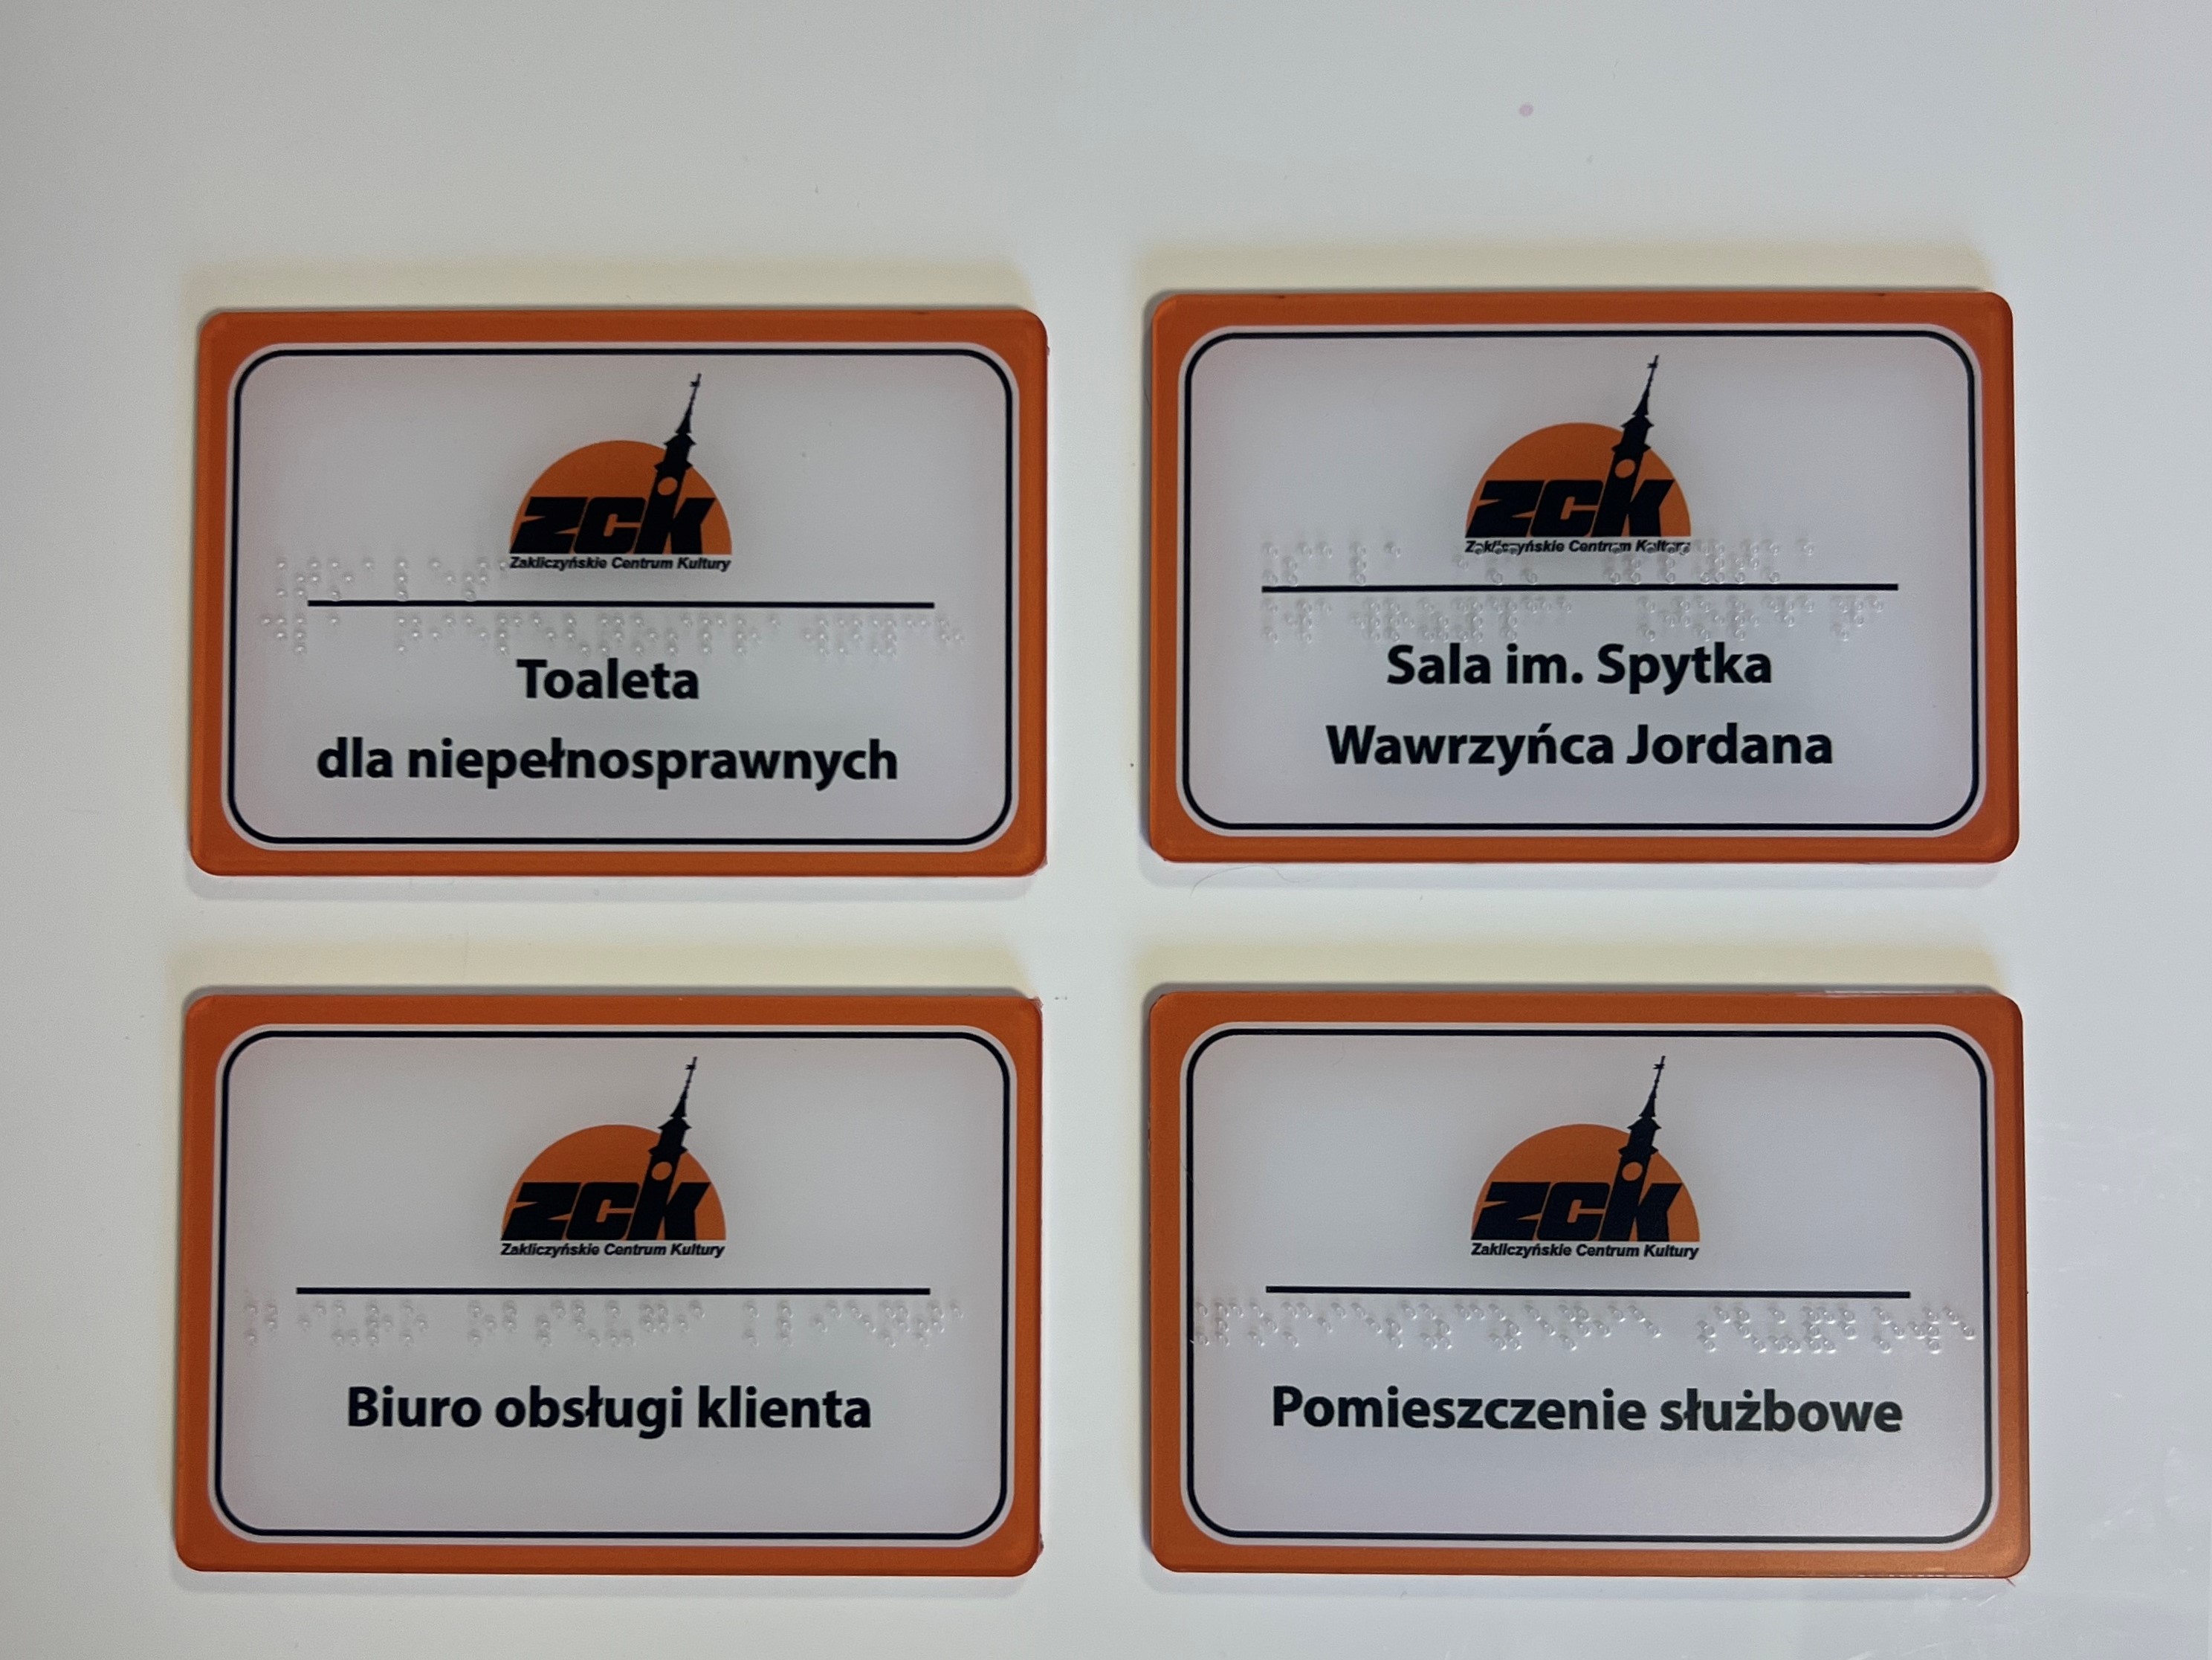 ZCK
Zakliczyńskie Centrum Kultury
Toaleta
dla niepełnosprawnych
ZCK
Zakliczyńskie Centrum Kultury
Sala im. Spytka
Wawrzyńca Jordana
ZCK
Zakliczyńskie Centrum Kultury
Biuro obsługi klienta
ZCK
Zakliczyńskie Centrum Kultury
Pomieszczenie służbowe